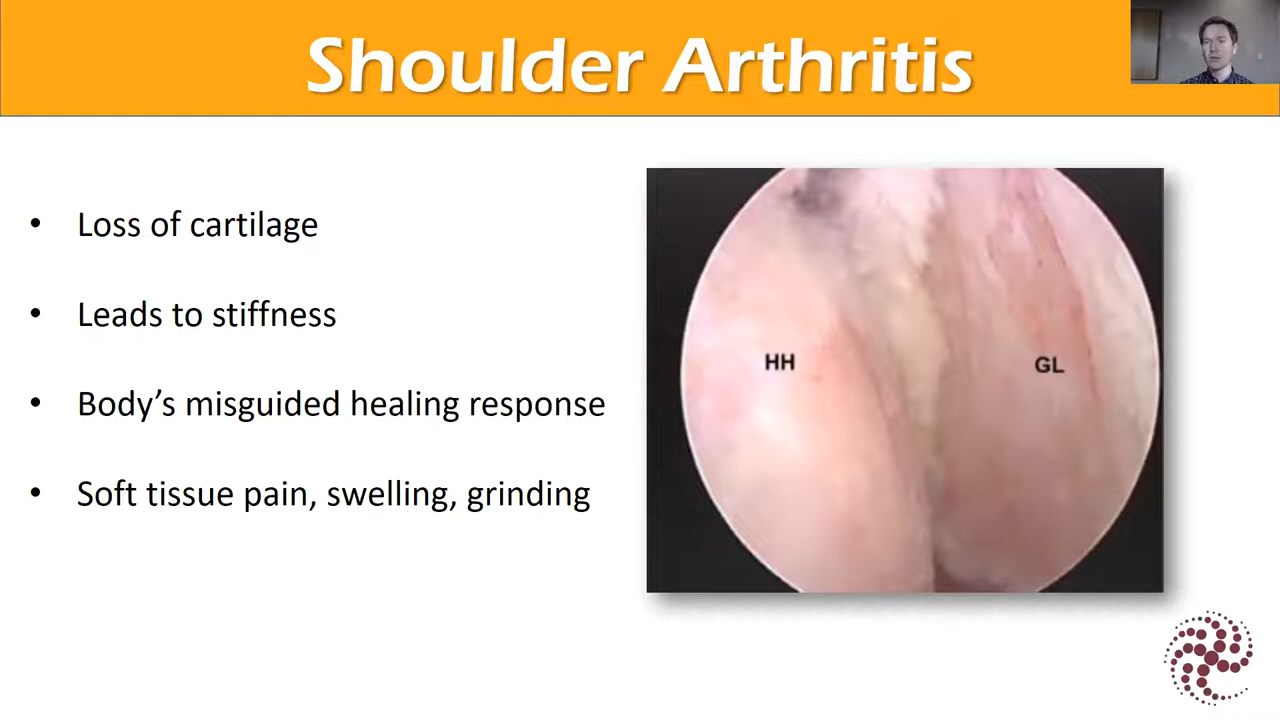 Shoulder Arthritis
• Loss of cartilage
• Leads to stiffness
• Body’s misguided healing response
• Soft tissue pain, swelling, grinding
HH
GL